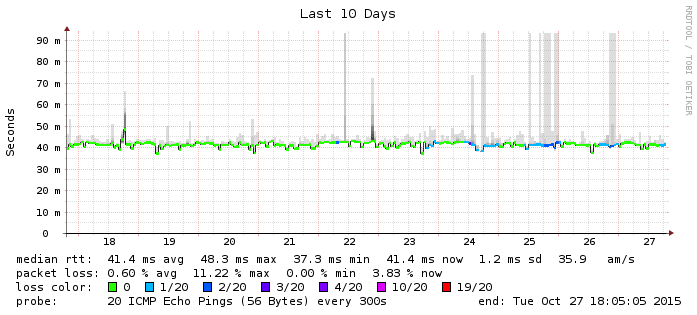 Last 10 Days
RRDTOOL / TOBI OETIKER
Seconds
90 m
80 m
70 m
60 m
50 m
40 m
30 m
20 m
10 m
0
18 19 20 21 22 23 24 25 26 27
median rtt: 41.4 ms avg 48.3 ms max 37.3 ms min 41.4 ms now 1.2 ms sd 35.9 am/s
packet loss: 0.60 % avg 11.22 % max 0.00 % min 3.83 % now
loss color: 0 1/20 2/20 3/20 4/20 10/20 19/20
probe: 20 ICMP Echo Pings (56 Bytes) every 300s end: Tue Oct 27 18:05:05 2015